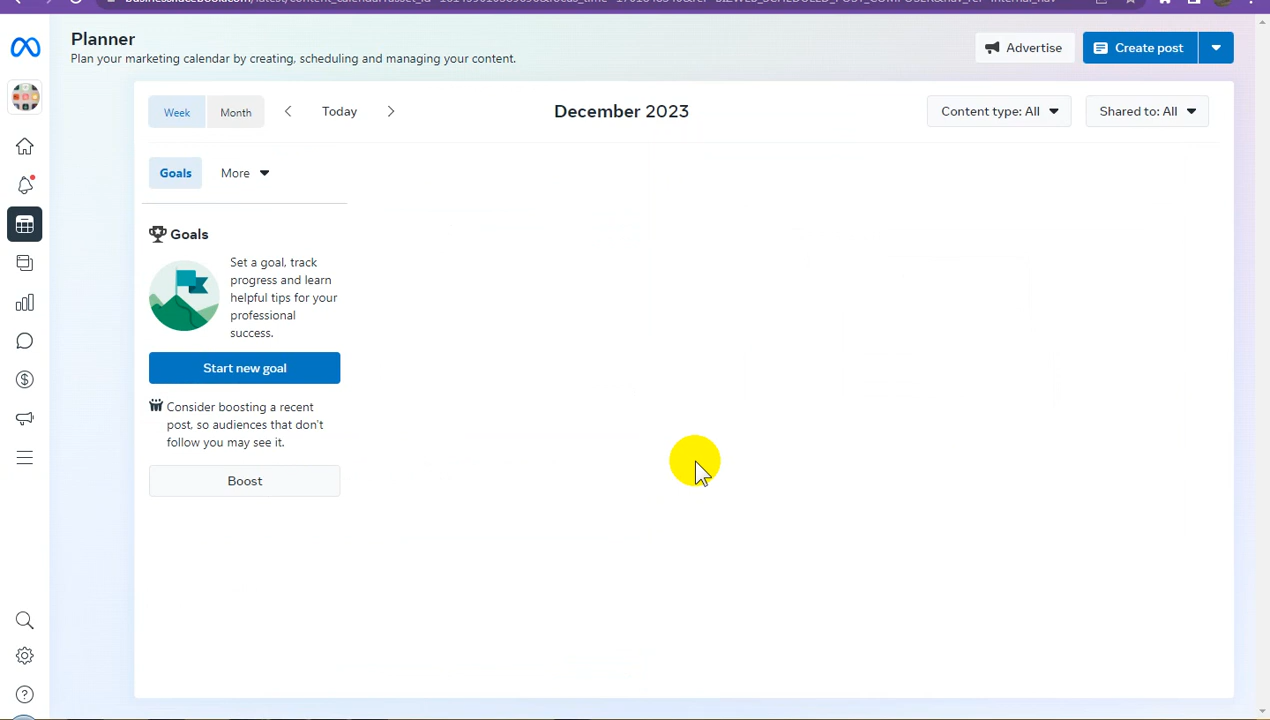 Planner
Plan your marketing calendar by creating, scheduling and managing your content.
Advertise
Create post
Week
Month
Today
December 2023
Content type: All
Shared to: All
Goals
More
Goals
Set a goal, track
progress and learn
helpful tips for your
professional
success.
Start new goal
Consider boosting a recent
post, so audiences that don't
follow you may see it.
Boost